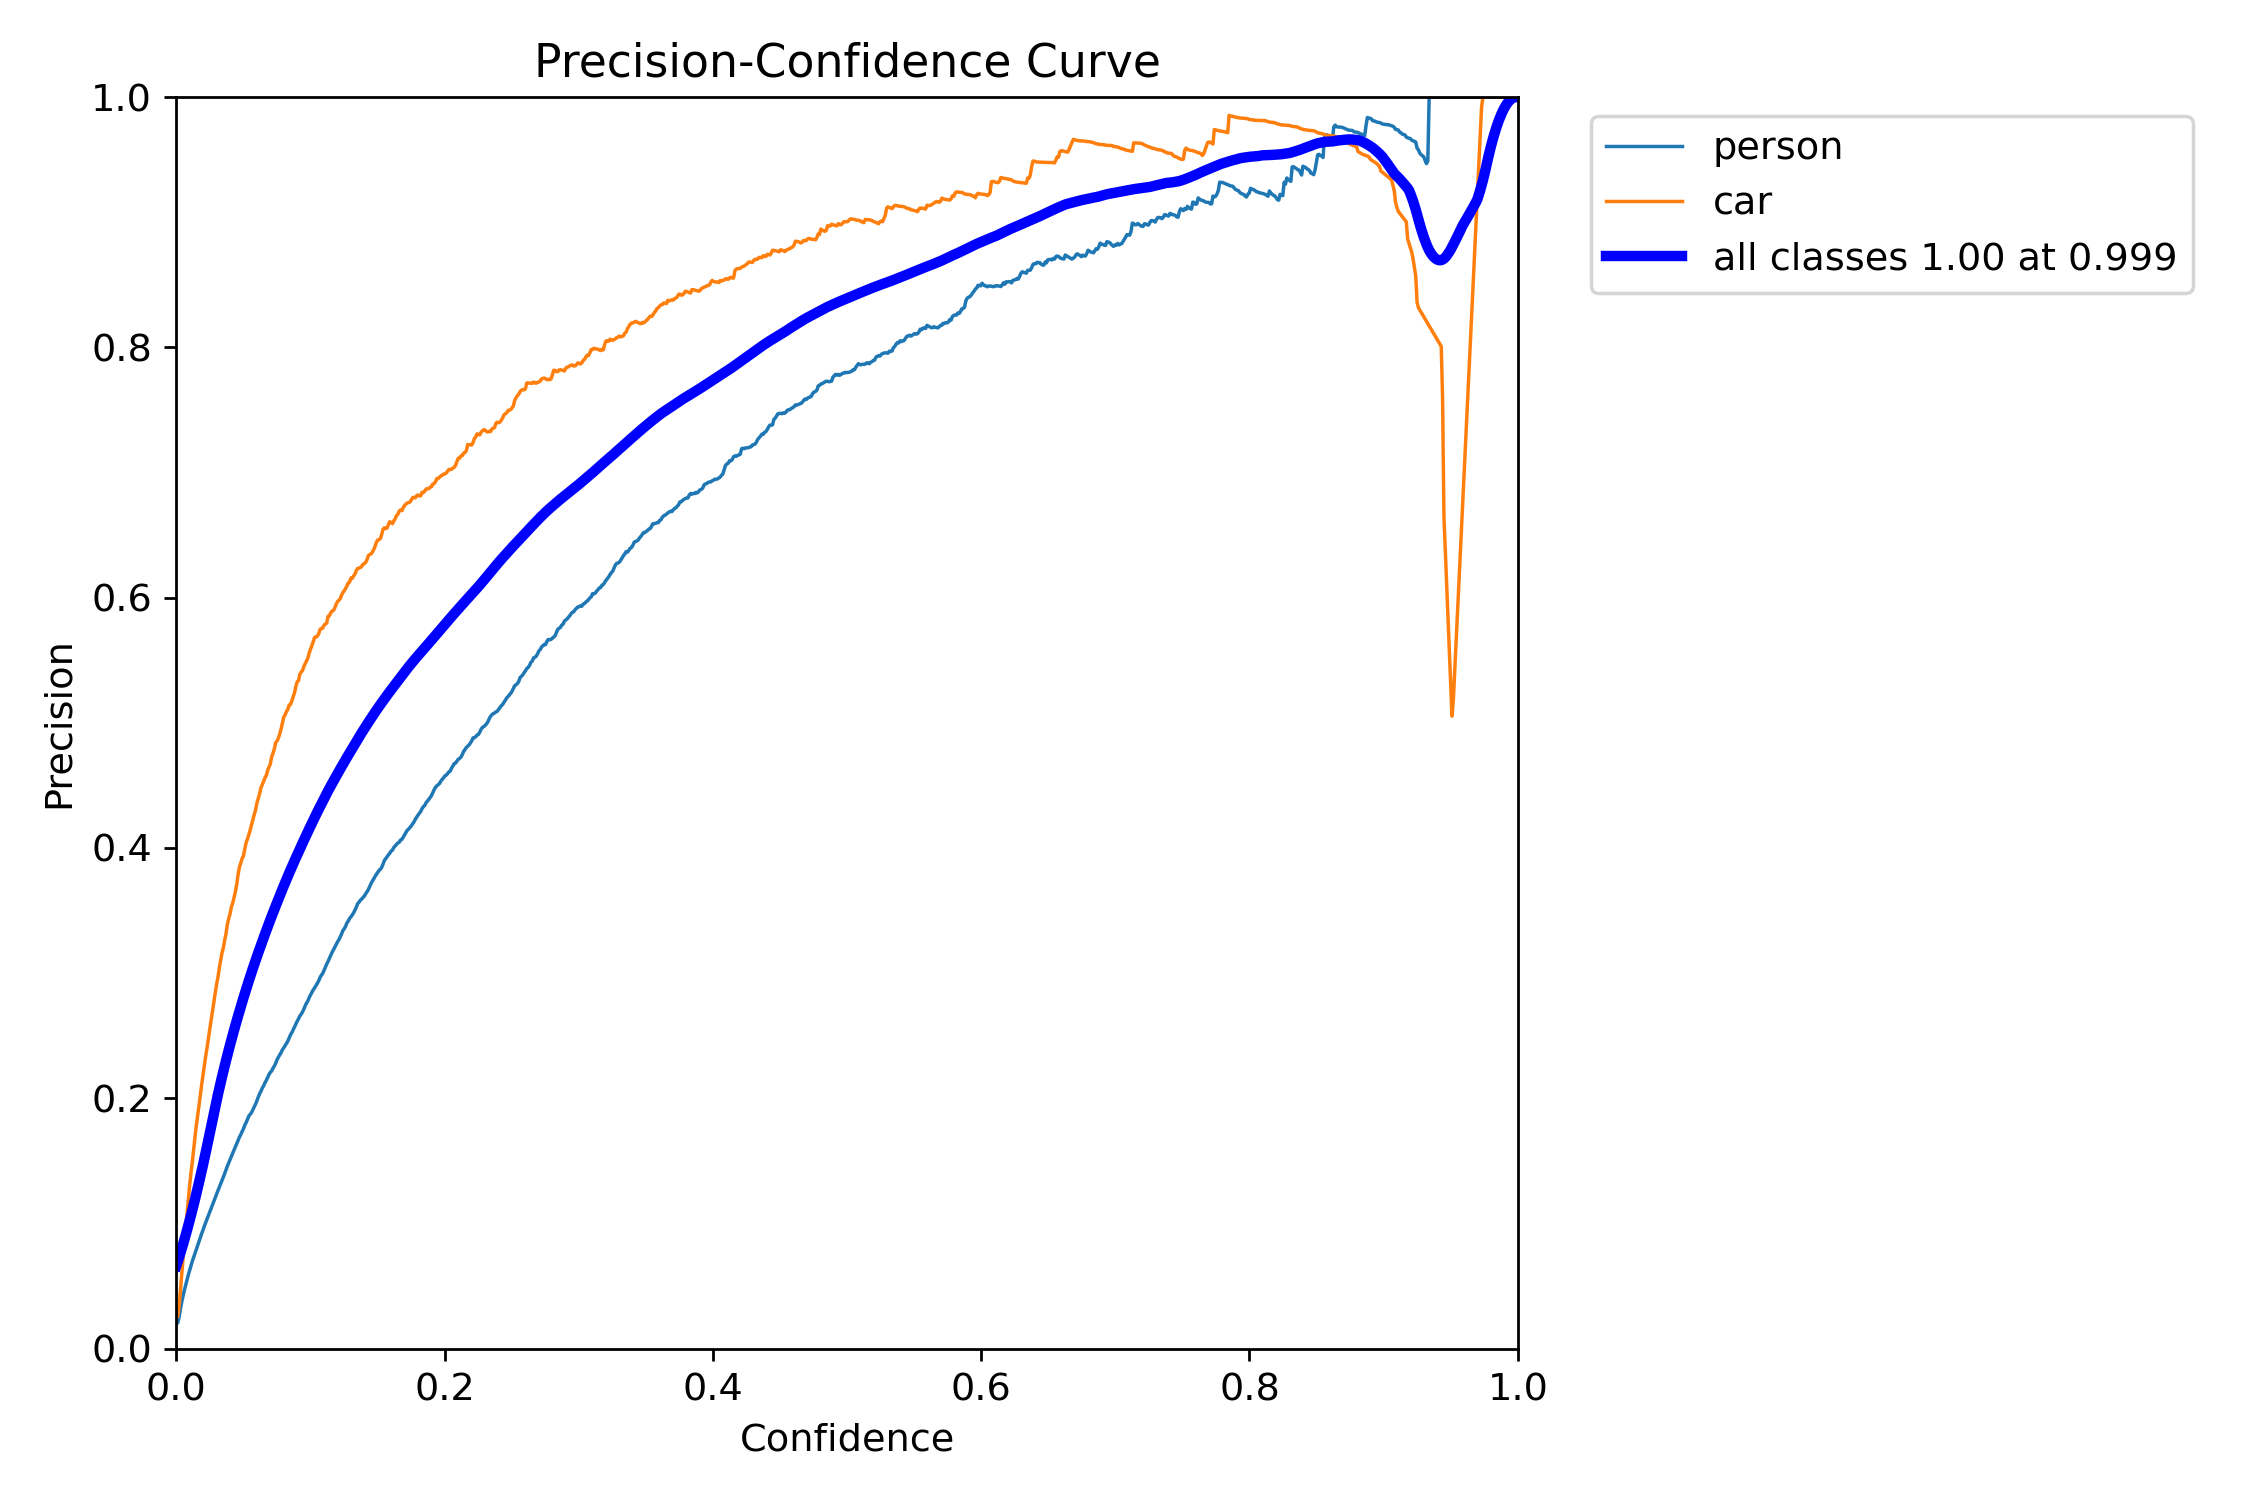 Precision-Confidence Curve
1.0
0.8
0.6
0.4
0.2
0.0
Precision
0.0 0.2 0.4 0.6 0.8 1.0
Confidence
person
car
all classes 1.00 at 0.999